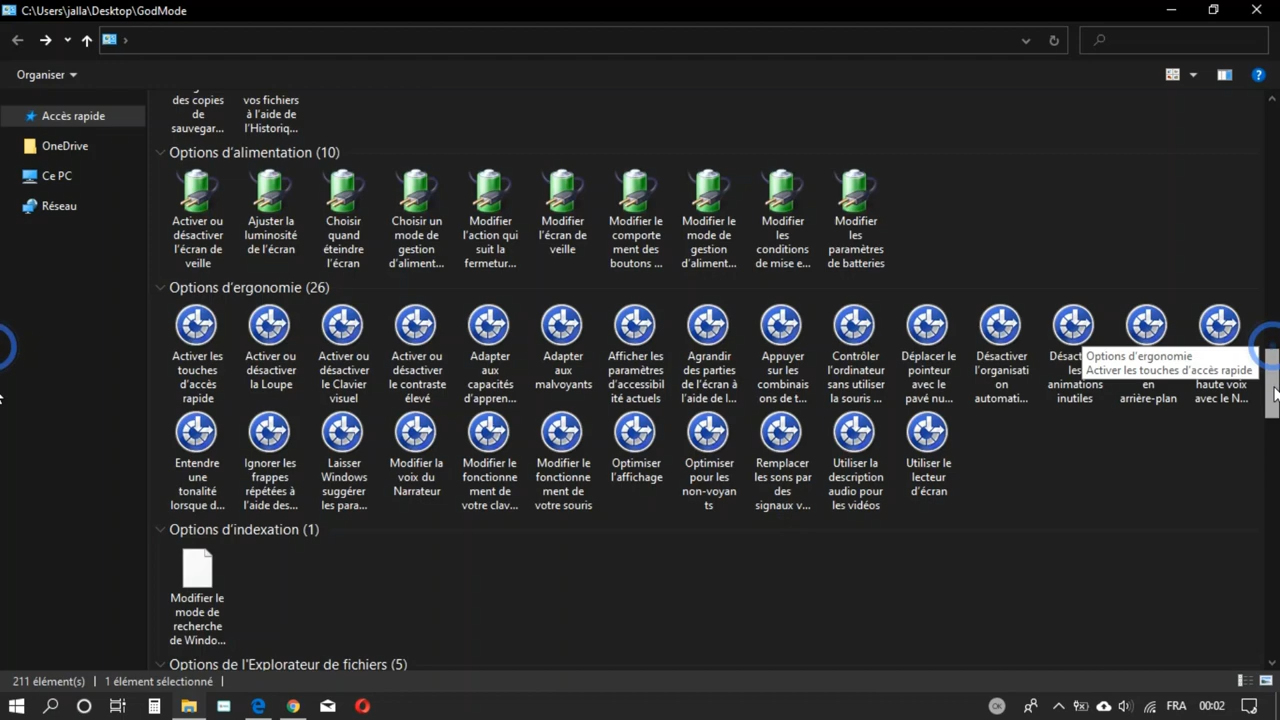 C:\Users\jalla\Desktop\GodMode
Organiser
Accès rapide
OneDrive
Ce PC
Réseau
des copies
de
sauvegar...
vos fichiers
à l'aide de
l'Historiq...
Options d'alimentation (10)
Activer ou
désactiver
l'écran de
veille
Ajuster la
luminosité
de l'écran
Choisir
quand
éteindre
l'écran
Choisir un
mode de
gestion
d'aliment...
Modifier
l'action qui
suit la
fermetur...
Modifier
l'écran de
veille
Modifier le
comporte
ment des
boutons ...
Modifier le
mode de
gestion
d'aliment...
Modifier
les
conditions
de mise e...
Modifier
les
paramètres
de batteries
Options d'ergonomie (26)
Activer les
touches
d'accès
rapide
Activer ou
désactiver
la Loupe
Activer ou
désactiver
le Clavier
visuel
Activer ou
désactiver
le contraste
élevé
Adapter
aux
capacités
d'appren...
Adapter
aux
malvoyants
Afficher les
paramètres
d'accessibil
ité actuels
Agrandir
des parties
de l'écran à
l'aide de l...
Appuyer
sur les
combinais
ons de t...
Contrôler
l'ordinateur
sans utiliser
la souris ...
Déplacer le
pointeur
avec le
pavé nu...
Désactiver
l'organisati
on
automati...
Désac
les
animations
inutiles
en
arrière-plan
haute voix
avec le N...
Options d'ergonomie
Activer les touches d'accès rapide
Entendre
une
tonalité
lorsque d...
Ignorer les
frappes
répétées à
l'aide des...
Laisser
Windows
suggérer
les para...
Modifier la
voix du
Narrateur
Modifier le
fonctionne
ment de
votre clav...
Modifier le
fonctionne
ment de
votre souris
Optimiser
l'affichage
Optimiser
pour les
non-voyan
ts
Remplacer
les sons par
des
signaux v...
Utiliser la
description
audio pour
les vidéos
Utiliser le
lecteur
d'écran
Options d'indexation (1)
Modifier le
mode de
recherche
de Windo...
Options de l'Explorateur de fichiers (5)
211 élément(s)
1 élément sélectionné
OK
FRA
00:02